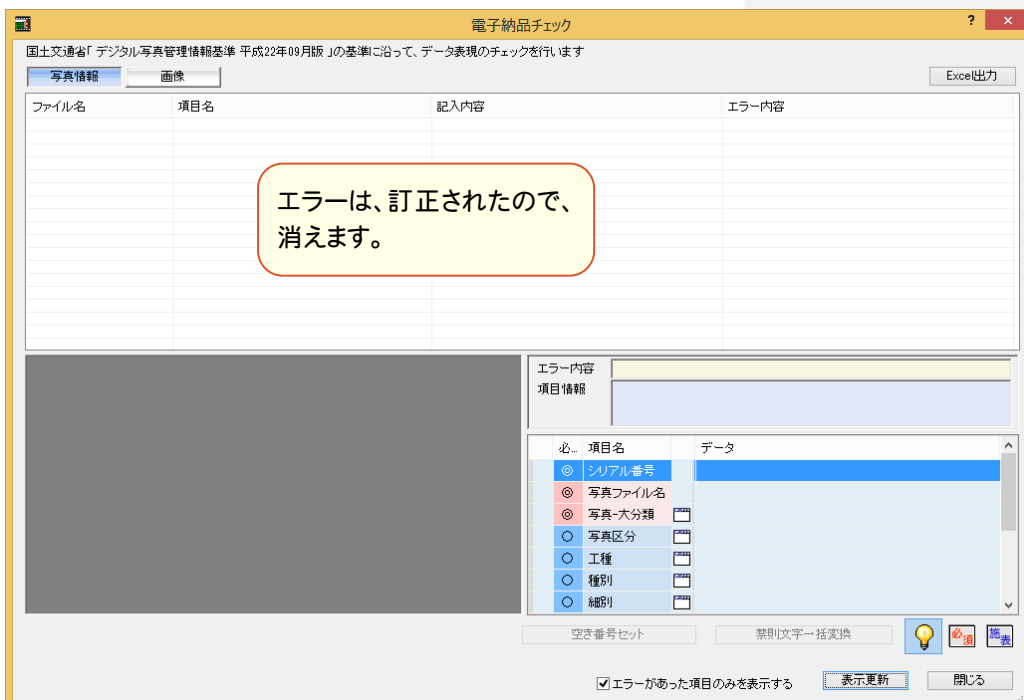 電子納品チェック
国土交通省「 デジタル写真管理情報基準 平成22年09月版 」の基準に沿って、データ表現のチェックを行います
写真情報 画像 Excel出力
ファイル名 項目名 記入内容 エラー内容
エラーは、訂正されたので、
消えます。
エラー内容
項目情報
必... 項目名 データ
◎ シリアル番号
◎ 写真ファイル名
◎ 写真-大分類
○ 写真区分
○ 工種
○ 種別
○ 細別
空き番号セット 禁則文字一括変換 必須 施表
エラーがあった項目のみを表示する 表示更新 閉じる